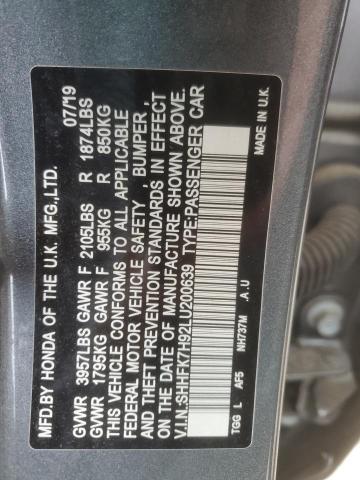 MFD.BY HONDA OF THE U.K. MFG.,LTD. 07/19
GVWR 3957LBS GAWR F 2105LBS R 1874LBS
GVWR 1795KG GAWR F 955KG R 850KG
THIS VEHICLE CONFORMS TO ALL APPLICABLE
FEDERAL MOTOR VEHICLE SAFETY , BUMPER ,
AND THEFT PREVENTION STANDARDS IN EFFECT
ON THE DATE OF MANUFACTURE SHOWN ABOVE.
V.I.N.:SHHFK7H92LU200639 TYPE:PASSENGER CAR
TGG L AF5 NH737M A.U MADE IN U.K.